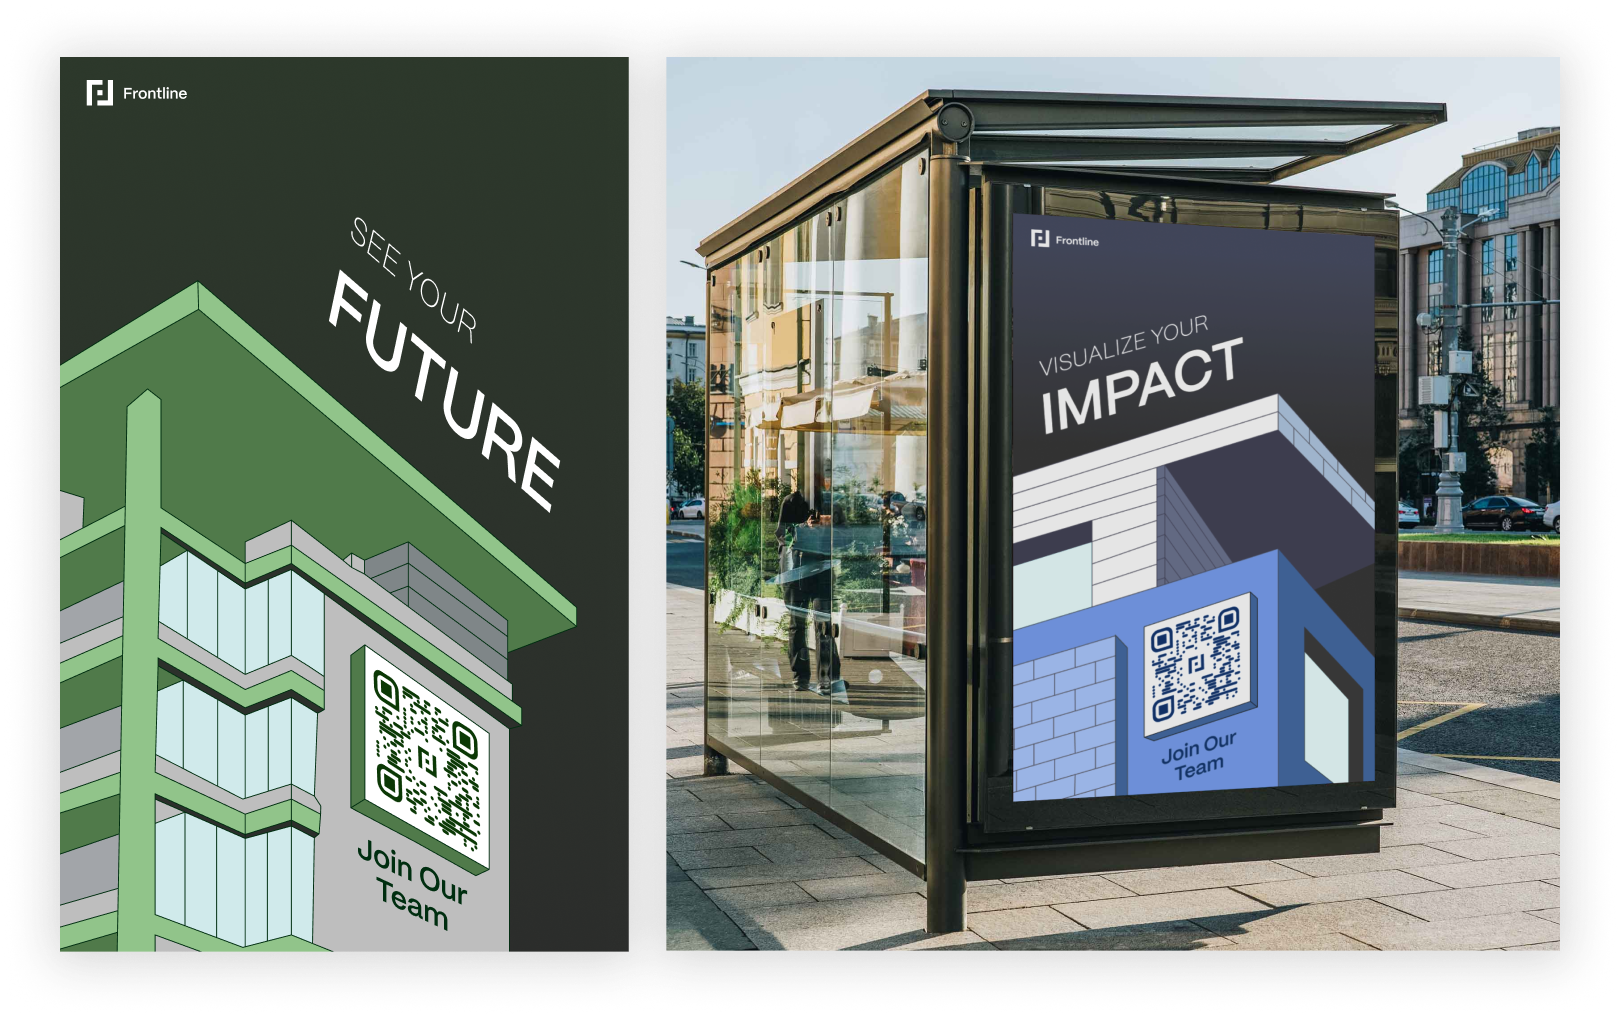 Frontline
SEE YOUR
FUTURE
Join Our
Team
Frontline
VISUALIZE YOUR
IMPACT
Join Our
Team